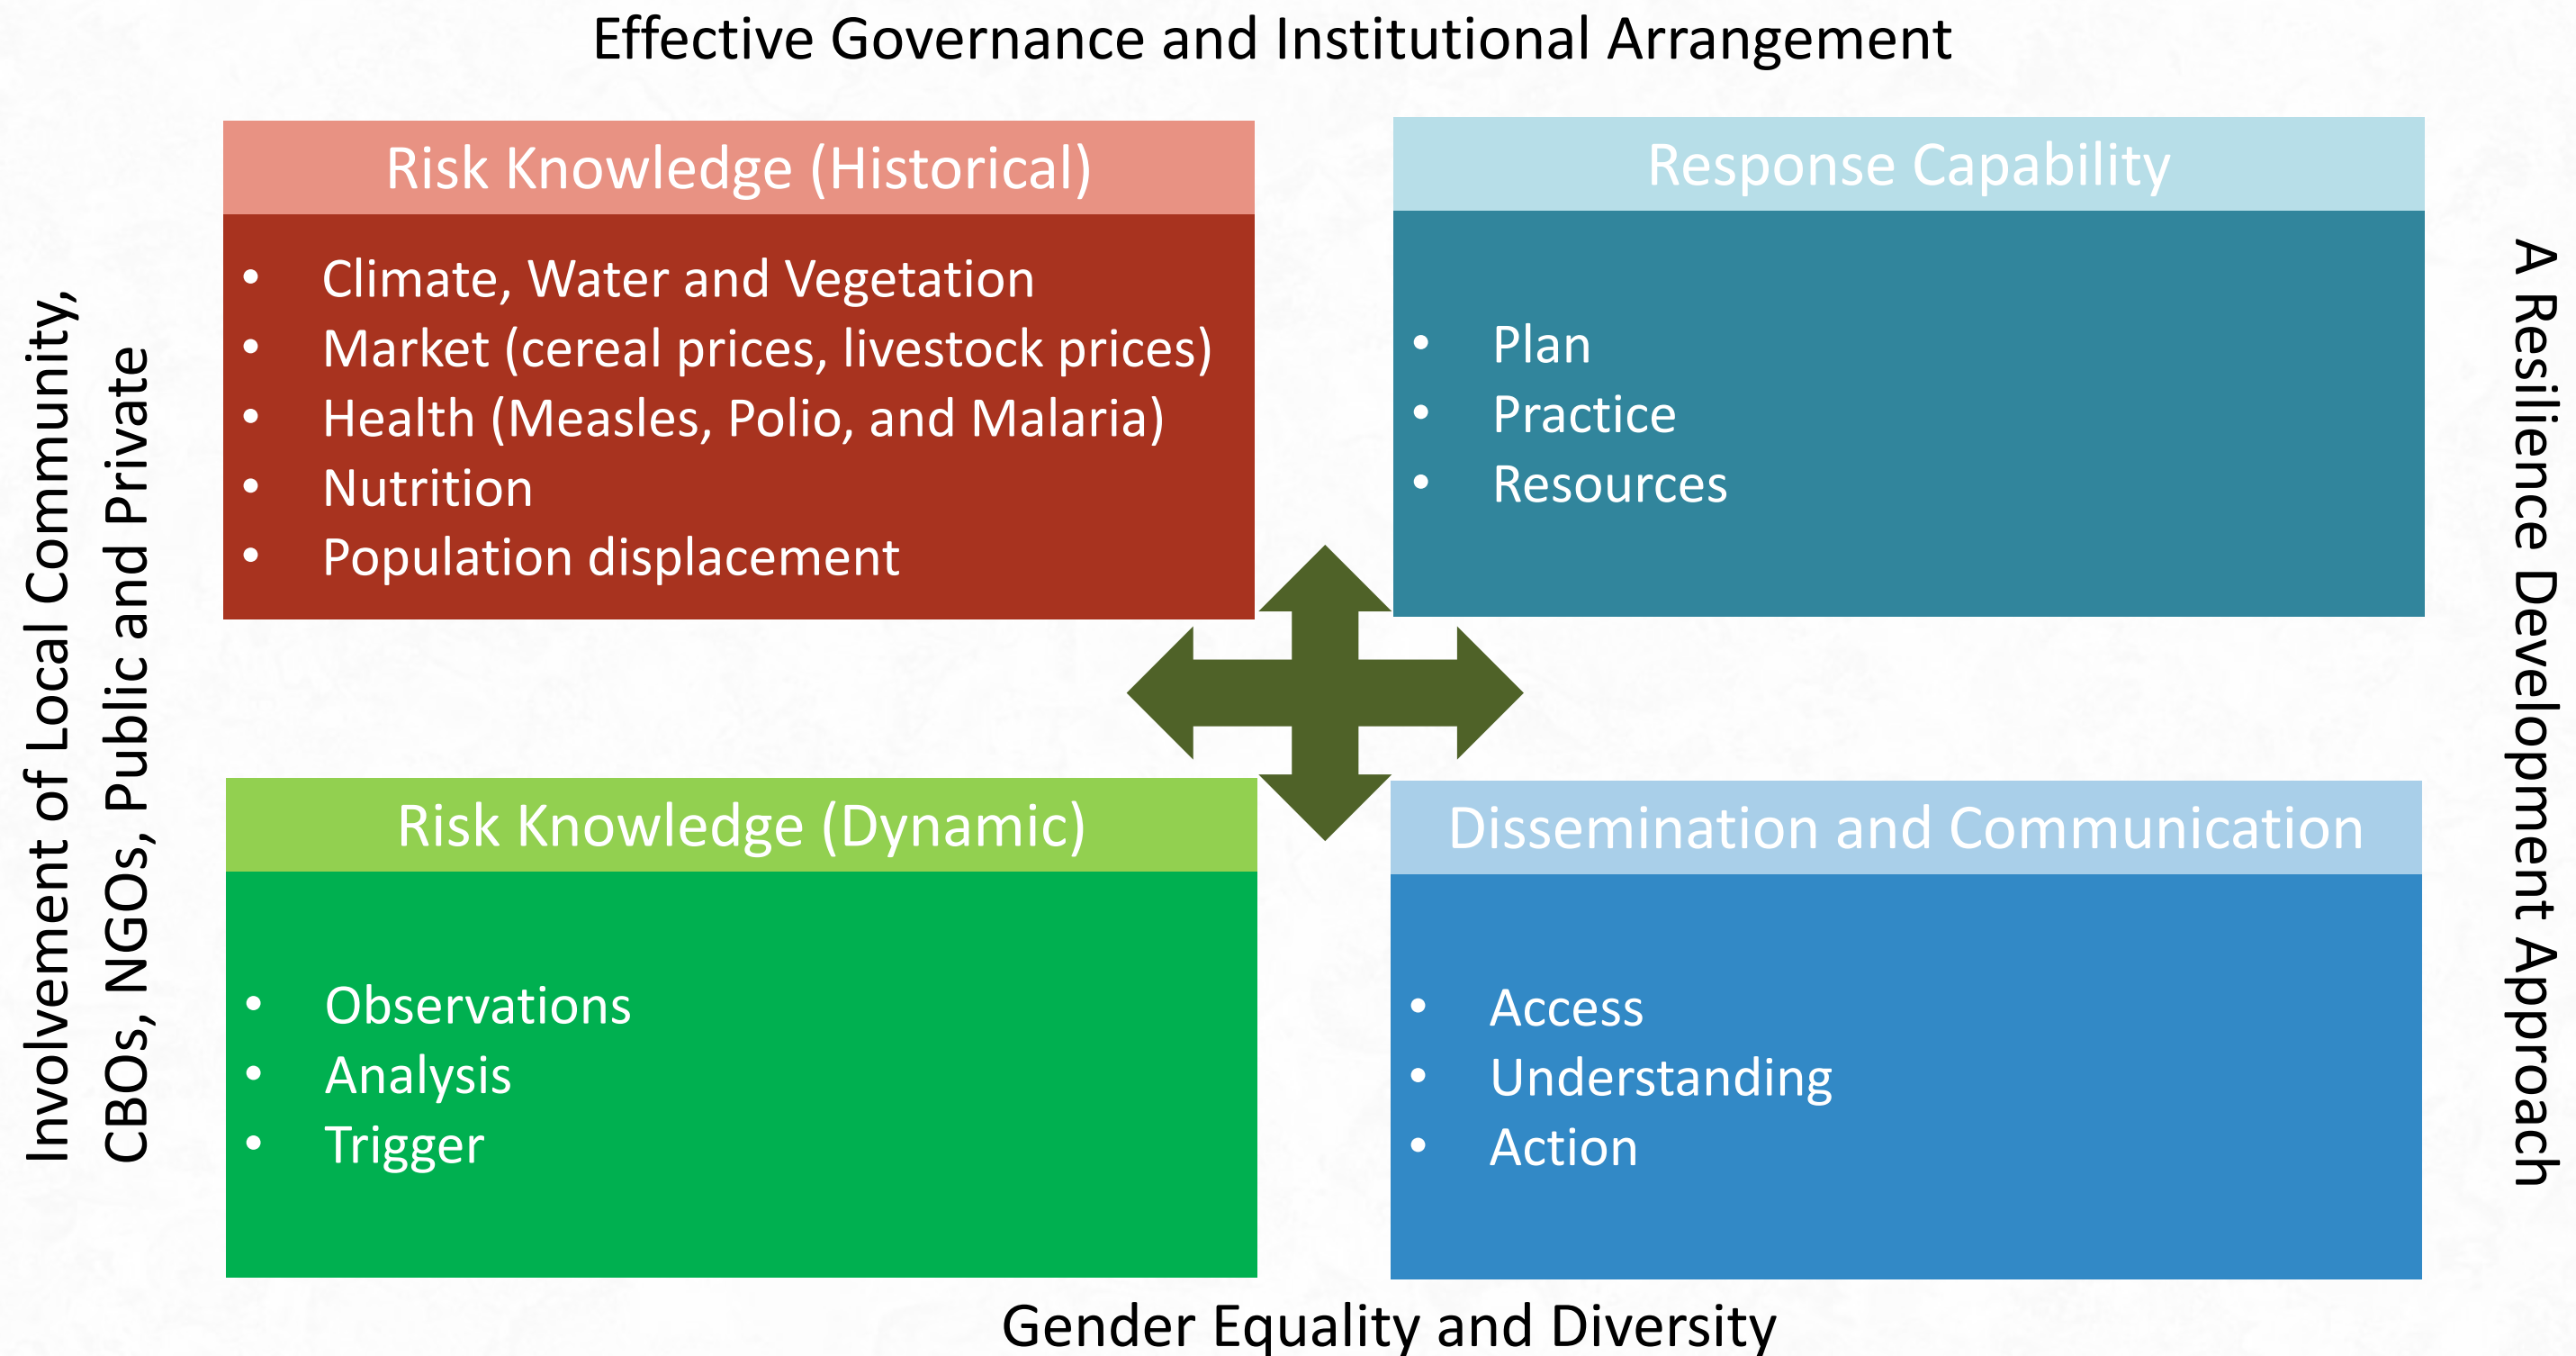 Effective Governance and Institutional Arrangement
Involvement of Local Community,
CBOs, NGOs, Public and Private
Risk Knowledge (Historical)
• Climate, Water and Vegetation
• Market (cereal prices, livestock prices)
• Health (Measles, Polio, and Malaria)
• Nutrition
• Population displacement
Response Capability
• Plan
• Practice
• Resources
Risk Knowledge (Dynamic)
• Observations
• Analysis
• Trigger
Dissemination and Communication
• Access
• Understanding
• Action
A Resilience Development Approach
Gender Equality and Diversity